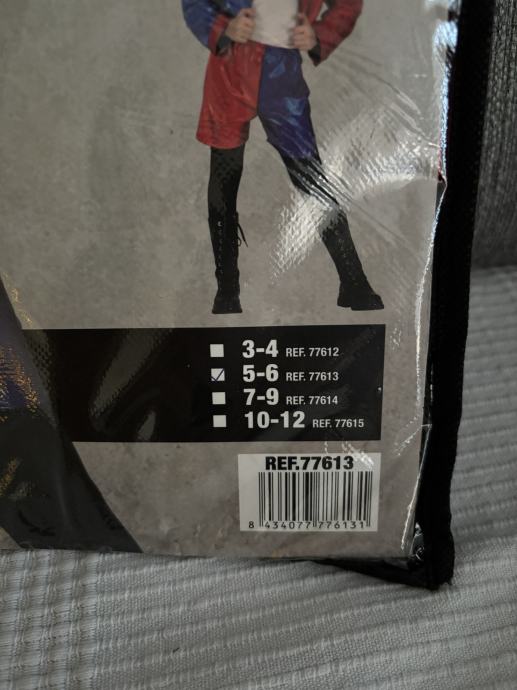 3-4 REF. 77612
5-6 REF. 77613
7-9 REF. 77614
10-12 REF. 77615
REF.77613
8 434077 776131